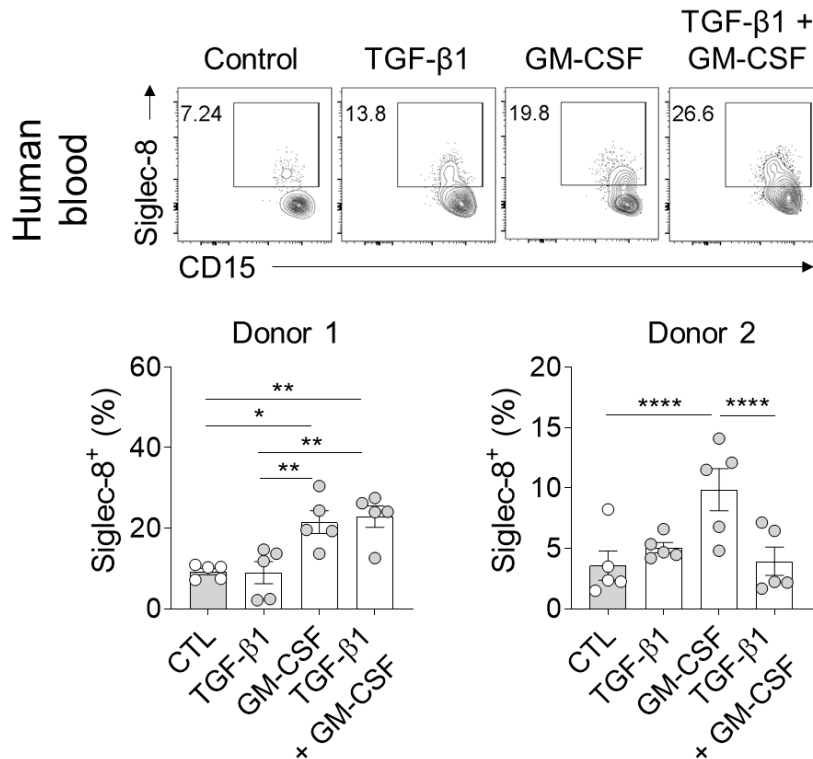 Human
blood
Control
TGF-β1
GM-CSF
TGF-β1 +
GM-CSF
Siglec-8
7.24
13.8
19.8
26.6
CD15
Donor 1
Siglec-8+ (%)
60
40
20
0
**
*
**
**
CTL
TGF-β1
GM-CSF
TGF-β1
+ GM-CSF
Donor 2
Siglec-8+ (%)
20
15
10
5
0
****
****
CTL
TGF-β1
GM-CSF
TGF-β1
+ GM-CSF